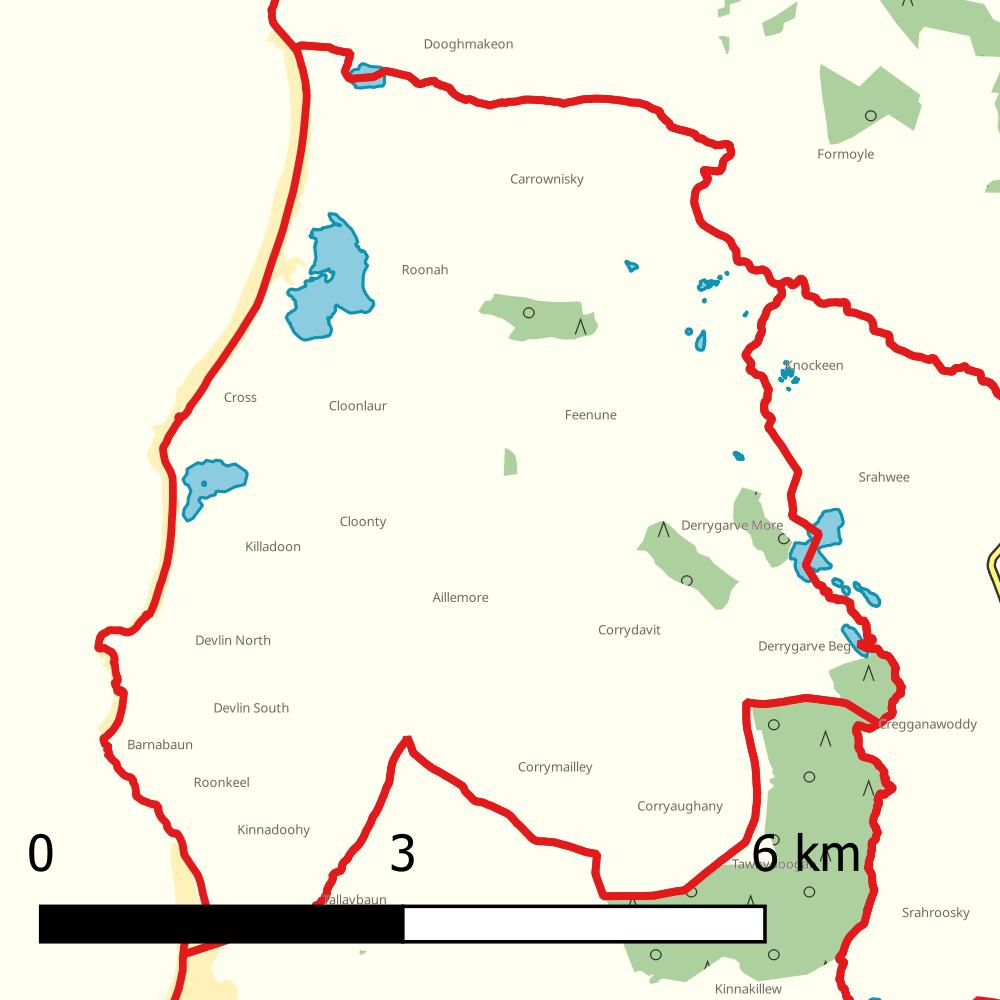 Dooghmakeon
Formoyle
Carrownisky
Roonah
Knockeen
Cross
Cloonlaur
Feenune
Srahwee
Cloonty
Derrygarve More
Killadoon
Aillemore
Corrydavit
Devlin North
Derrygarve Beg
Devlin South
Cregganawoddy
Barnabaun
Corrymailley
Roonkeel
Corryaughany
Kinnadoohy
0 3 6 km
Tallavbaun
Srahroosky
Kinnakillew